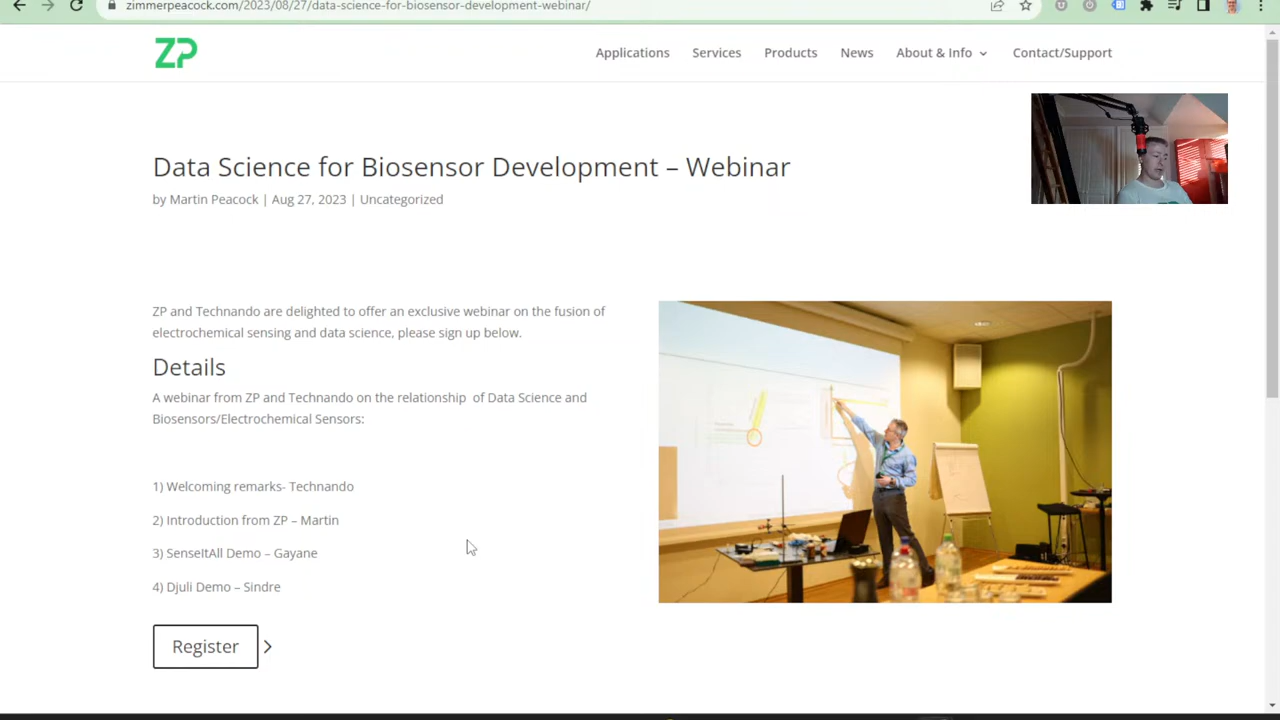 zimmerpeacock.com/2023/08/27/data-science-for-biosensor-development-webinar/
ZP
Applications Services Products News About & Info Contact/Support
Data Science for Biosensor Development – Webinar
by Martin Peacock | Aug 27, 2023 | Uncategorized
ZP and Technando are delighted to offer an exclusive webinar on the fusion of
electrochemical sensing and data science, please sign up below.
Details
A webinar from ZP and Technando on the relationship of Data Science and
Biosensors/Electrochemical Sensors:
1) Welcoming remarks- Technando
2) Introduction from ZP – Martin
3) SenseItAll Demo – Gayane
4) Djuli Demo – Sindre
Register